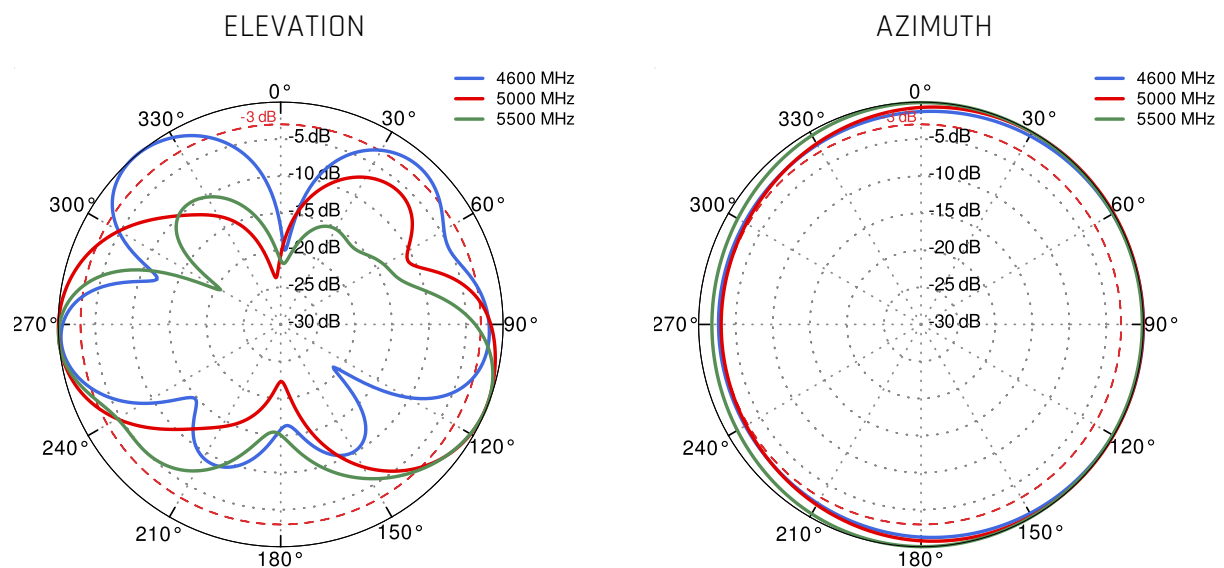 ELEVATION
4600 MHz
5000 MHz
5500 MHz
0°
30°
60°
90°
120°
150°
180°
210°
240°
270°
300°
330°
-3 dB
-5 dB
-10 dB
-15 dB
-20 dB
-25 dB
-30 dB
AZIMUTH
4600 MHz
5000 MHz
5500 MHz
0°
30°
60°
90°
120°
150°
180°
210°
240°
270°
300°
330°
3 dB
-5 dB
-10 dB
-15 dB
-20 dB
-25 dB
-30 dB